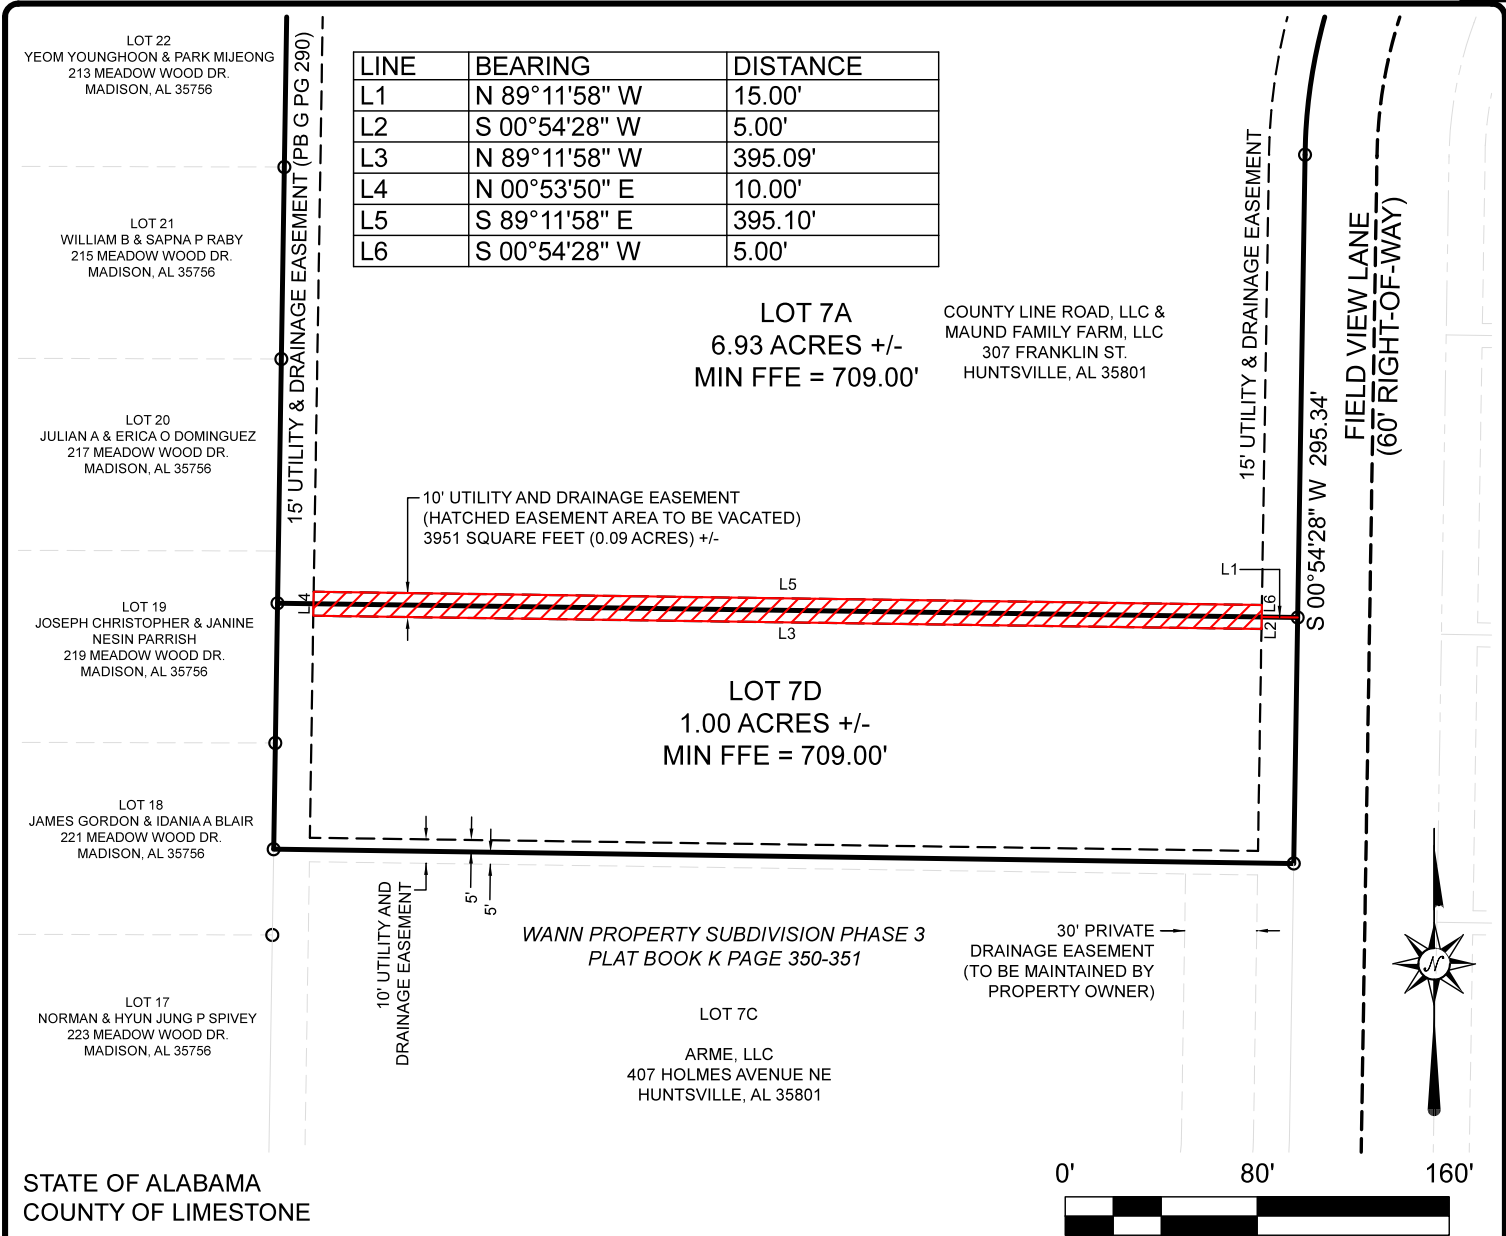 LOT 22
YEOM YOUNGHOON & PARK MIJEONG
213 MEADOW WOOD DR.
MADISON, AL 35756
LOT 21
WILLIAM B & SAPNA P RABY
215 MEADOW WOOD DR.
MADISON, AL 35756
LOT 20
JULIAN A & ERICA O DOMINGUEZ
217 MEADOW WOOD DR.
MADISON, AL 35756
LOT 19
JOSEPH CHRISTOPHER & JANINE
NESIN PARRISH
219 MEADOW WOOD DR.
MADISON, AL 35756
LOT 18
JAMES GORDON & IDANIA A BLAIR
221 MEADOW WOOD DR.
MADISON, AL 35756
LOT 17
NORMAN & HYUN JUNG P SPIVEY
223 MEADOW WOOD DR.
MADISON, AL 35756
15' UTILITY & DRAINAGE EASEMENT (PB G PG 290)
LINE BEARING DISTANCE
L1 N 89°11'58" W 15.00'
L2 S 00°54'28" W 5.00'
L3 N 89°11'58" W 395.09'
L4 N 00°53'50" E 10.00'
L5 S 89°11'58" E 395.10'
L6 S 00°54'28" W 5.00'
LOT 7A
6.93 ACRES +/-
MIN FFE = 709.00'
COUNTY LINE ROAD, LLC &
MAUND FAMILY FARM, LLC
307 FRANKLIN ST.
HUNTSVILLE, AL 35801
15' UTILITY & DRAINAGE EASEMENT
FIELD VIEW LANE
(60' RIGHT-OF-WAY)
S 00°54'28" W 295.34'
10' UTILITY AND DRAINAGE EASEMENT
(HATCHED EASEMENT AREA TO BE VACATED)
3951 SQUARE FEET (0.09 ACRES) +/-
L1
L4
L5
L6
L3
L2
LOT 7D
1.00 ACRES +/-
MIN FFE = 709.00'
10' UTILITY AND
DRAINAGE EASEMENT
5'
5'
WANN PROPERTY SUBDIVISION PHASE 3
PLAT BOOK K PAGE 350-351
30' PRIVATE
DRAINAGE EASEMENT
(TO BE MAINTAINED BY
PROPERTY OWNER)
LOT 7C
ARME, LLC
407 HOLMES AVENUE NE
HUNTSVILLE, AL 35801
N
STATE OF ALABAMA
COUNTY OF LIMESTONE
0' 80' 160'